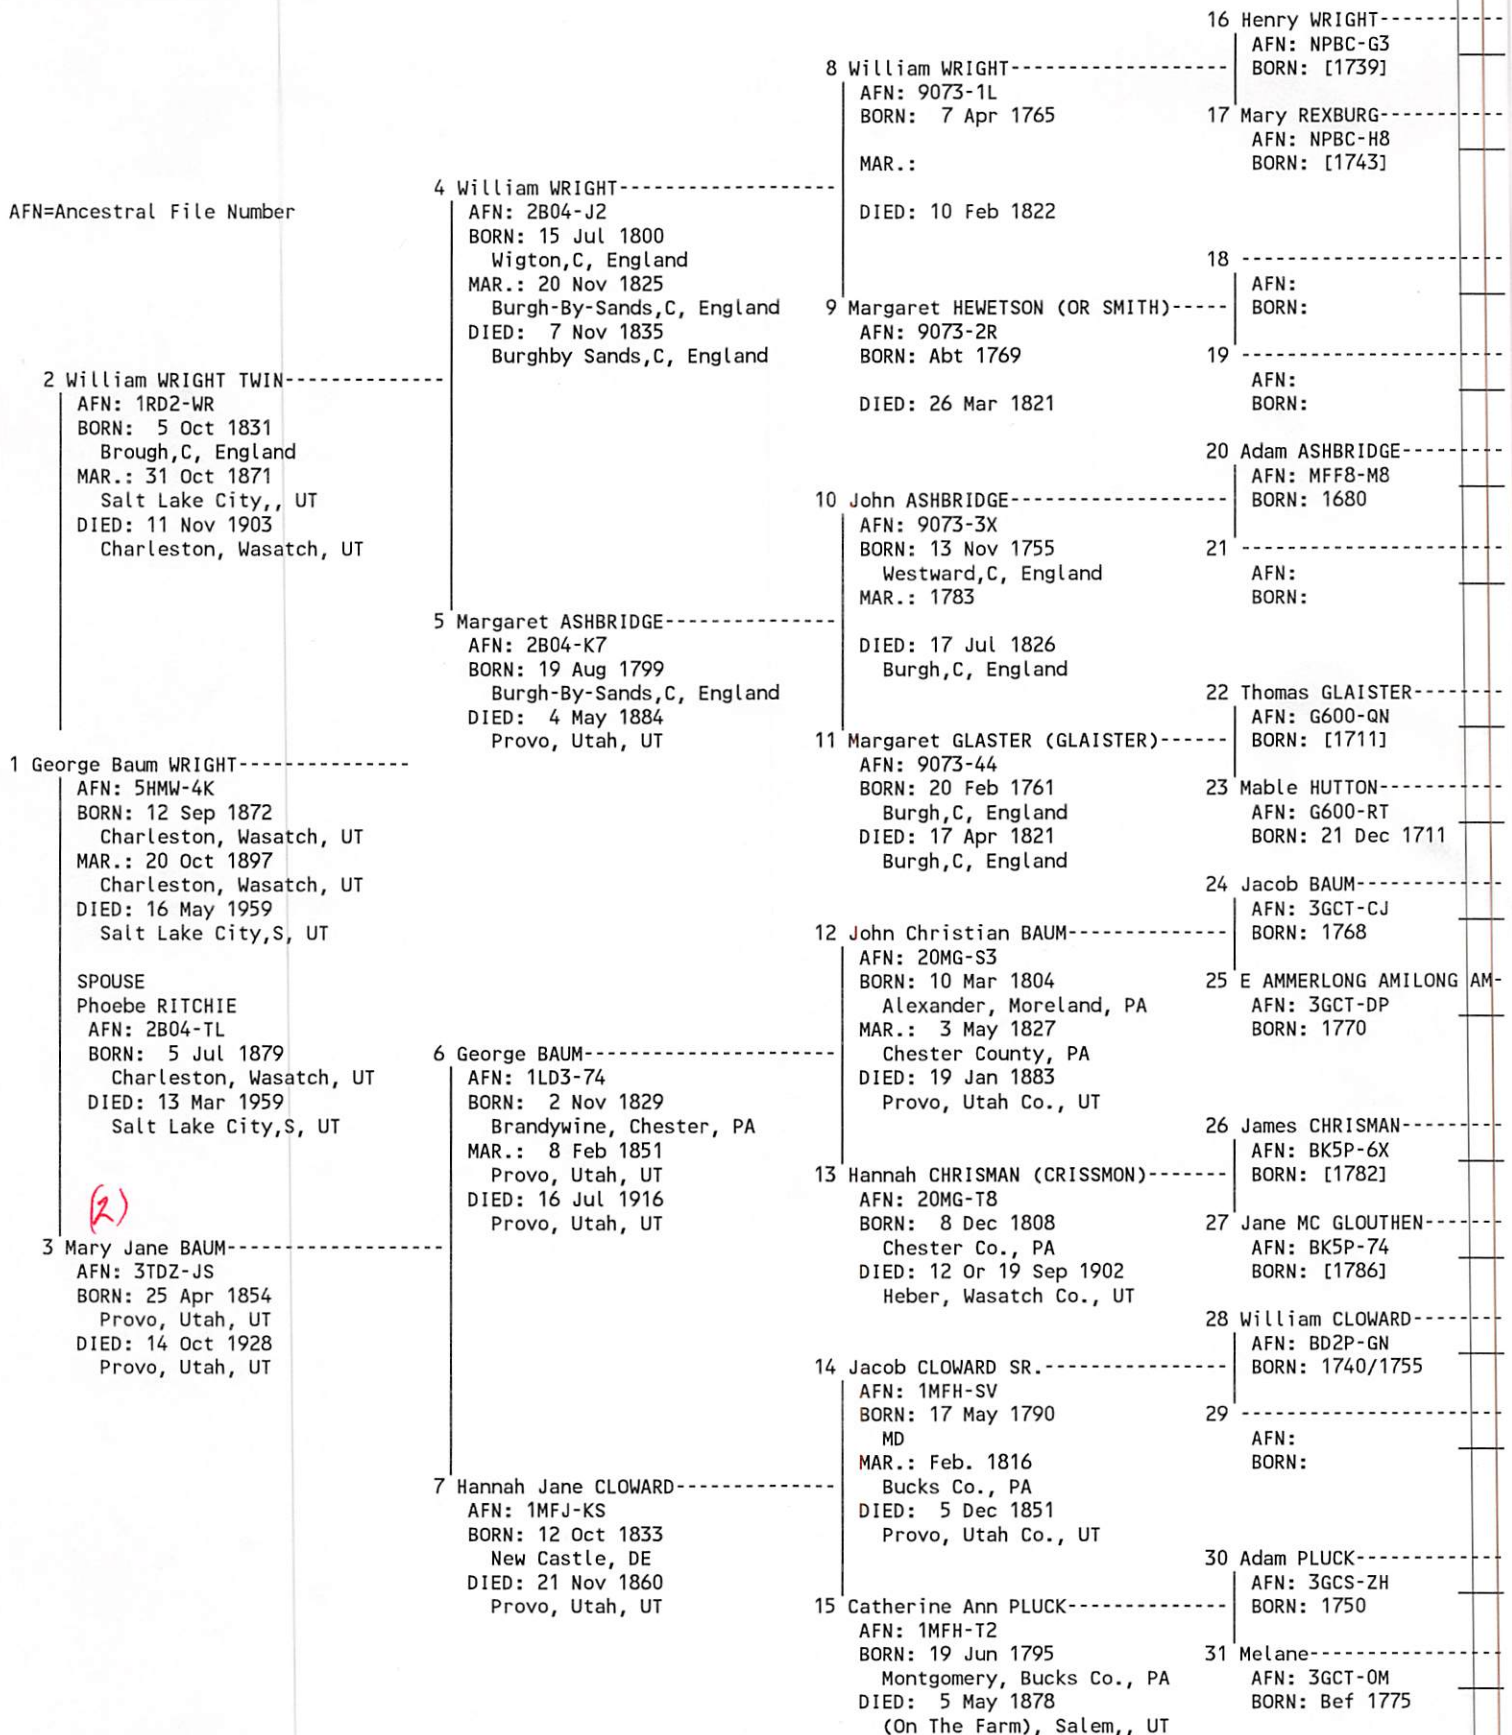 AFN=Ancestral File Number
1 George Baum WRIGHT
AFN: 5HMW-4K
BORN: 12 Sep 1872
Charleston, Wasatch, UT
MAR.: 20 Oct 1897
Charleston, Wasatch, UT
DIED: 16 May 1959
Salt Lake City,S, UT
SPOUSE
Phoebe RITCHIE
AFN: 2B04-TL
BORN: 5 Jul 1879
Charleston, Wasatch, UT
DIED: 13 Mar 1959
Salt Lake City,S, UT
2 William WRIGHT TWIN
AFN: 1RD2-WR
BORN: 5 Oct 1831
Brough,C, England
MAR.: 31 Oct 1871
Salt Lake City,, UT
DIED: 11 Nov 1903
Charleston, Wasatch, UT
(2)
3 Mary Jane BAUM
AFN: 3TDZ-JS
BORN: 25 Apr 1854
Provo, Utah, UT
DIED: 14 Oct 1928
Provo, Utah, UT
4 William WRIGHT
AFN: 2B04-J2
BORN: 15 Jul 1800
Wigton,C, England
MAR.: 20 Nov 1825
Burgh-By-Sands,C, England
DIED: 7 Nov 1835
Burghby Sands,C, England
5 Margaret ASHBRIDGE
AFN: 2B04-K7
BORN: 19 Aug 1799
Burgh-By-Sands,C, England
DIED: 4 May 1884
Provo, Utah, UT
6 George BAUM
AFN: 1LD3-74
BORN: 2 Nov 1829
Brandywine, Chester, PA
MAR.: 8 Feb 1851
Provo, Utah, UT
DIED: 16 Jul 1916
Provo, Utah, UT
7 Hannah Jane CLOWARD
AFN: 1MFJ-KS
BORN: 12 Oct 1833
New Castle, DE
DIED: 21 Nov 1860
Provo, Utah, UT
8 William WRIGHT
AFN: 9073-1L
BORN: 7 Apr 1765
MAR.:
DIED: 10 Feb 1822
9 Margaret HEWETSON (OR SMITH)
AFN: 9073-2R
BORN: Abt 1769
DIED: 26 Mar 1821
10 John ASHBRIDGE
AFN: 9073-3X
BORN: 13 Nov 1755
Westward,C, England
MAR.: 1783
DIED: 17 Jul 1826
Burgh,C, England
11 Margaret GLASTER (GLAISTER)
AFN: 9073-44
BORN: 20 Feb 1761
Burgh,C, England
DIED: 17 Apr 1821
Burgh,C, England
12 John Christian BAUM
AFN: 20MG-S3
BORN: 10 Mar 1804
Alexander, Moreland, PA
MAR.: 3 May 1827
Chester County, PA
DIED: 19 Jan 1883
Provo, Utah Co., UT
13 Hannah CHRISMAN (CRISSMON)
AFN: 20MG-T8
BORN: 8 Dec 1808
Chester Co., PA
DIED: 12 Or 19 Sep 1902
Heber, Wasatch Co., UT
14 Jacob CLOWARD SR.
AFN: 1MFH-SV
BORN: 17 May 1790
MD
MAR.: Feb. 1816
Bucks Co., PA
DIED: 5 Dec 1851
Provo, Utah Co., UT
15 Catherine Ann PLUCK
AFN: 1MFH-T2
BORN: 19 Jun 1795
Montgomery, Bucks Co., PA
DIED: 5 May 1878
(On The Farm), Salem,, UT
16 Henry WRIGHT
AFN: NPBC-G3
BORN: [1739]
17 Mary REXBURG
AFN: NPBC-H8
BORN: [1743]
18
AFN:
BORN:
19
AFN:
BORN:
20 Adam ASHBRIDGE
AFN: MFF8-M8
BORN: 1680
21
AFN:
BORN:
22 Thomas GLAISTER
AFN: G600-QN
BORN: [1711]
23 Mable HUTTON
AFN: G600-RT
BORN: 21 Dec 1711
24 Jacob BAUM
AFN: 3GCT-CJ
BORN: 1768
25 E AMMERLONG AMILONG AM-
AFN: 3GCT-DP
BORN: 1770
26 James CHRISMAN
AFN: BK5P-6X
BORN: [1782]
27 Jane MC GLOUTHEN
AFN: BK5P-74
BORN: [1786]
28 William CLOWARD
AFN: BD2P-GN
BORN: 1740/1755
29
AFN:
BORN:
30 Adam PLUCK
AFN: 3GCS-ZH
BORN: 1750
31 Melane
AFN: 3GCT-0M
BORN: Bef 1775